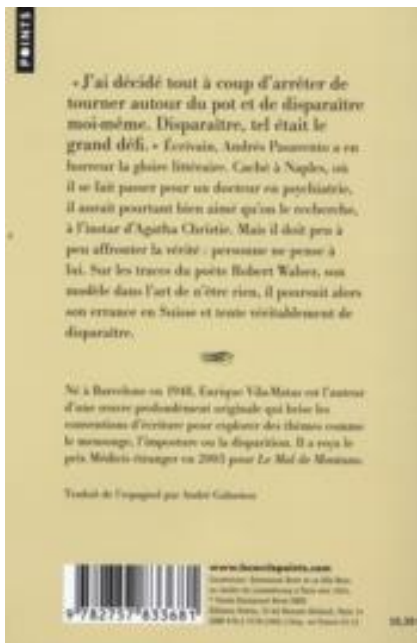 POINTS
« J'ai décidé tout à coup d'arrêter de
tourner autour du pot et de disparaître
moi-même. Disparaître, tel était le
grand défi. » Écrivain, Andrés Pasavento a en
horreur la gloire littéraire. Caché à Naples, où
il se fait passer pour un docteur en psychiatrie,
il aurait pourtant bien aimé qu'on le recherche,
à l'instar d'Agatha Christie. Mais il doit peu à
peu affronter la vérité : personne ne pense à
lui. Sur les traces du poète Robert Walser, son
modèle dans l'art de n'être rien, il poursuit alors
son errance en Suisse et tente véritablement de
disparaître.
Né à Barcelone en 1948, Enrique Vila-Matas est l'auteur
d'une œuvre profondément originale qui brise les
conventions d'écriture pour explorer des thèmes comme
le mensonge, l'imposture ou la disparition. Il a reçu le
prix Médicis étranger en 2003 pour Le Mal de Montano.
Traduit de l'espagnol par André Gabastou
www.lecerclepoints.com
9 782757 833681